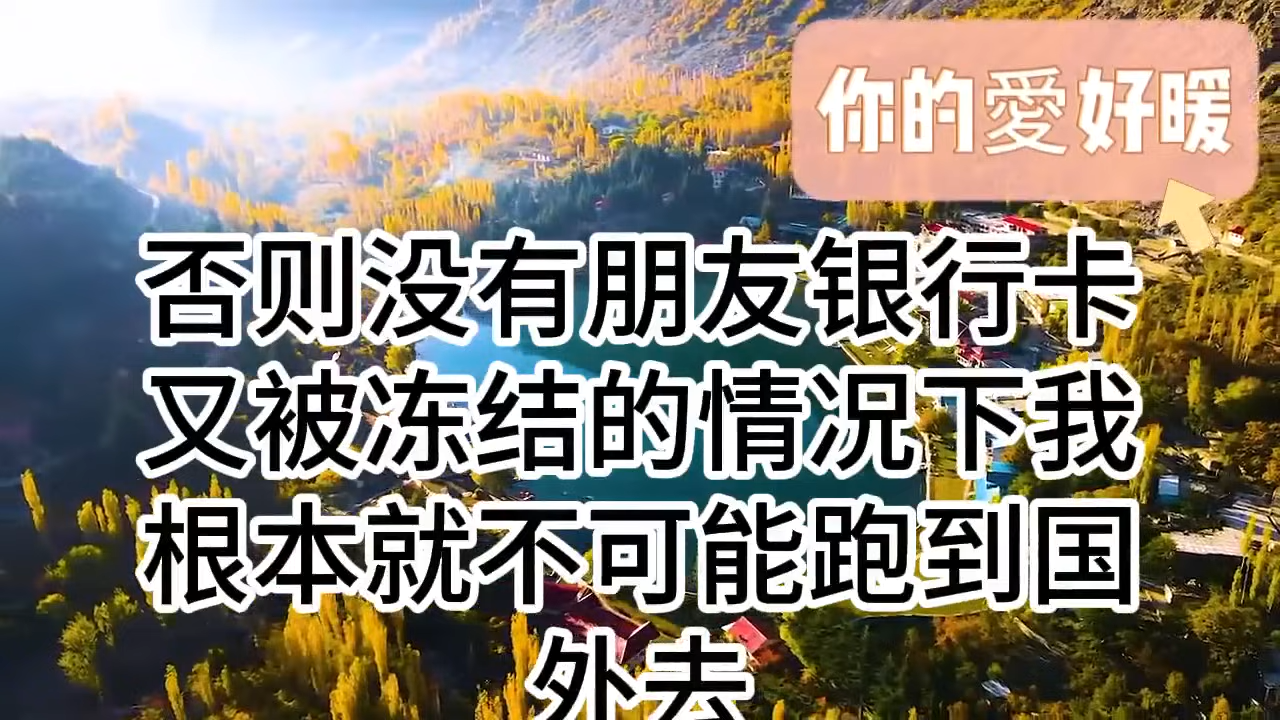 你的愛好暖
否则没有朋友银行卡
又被冻结的情况下我
根本就不可能跑到国
外去